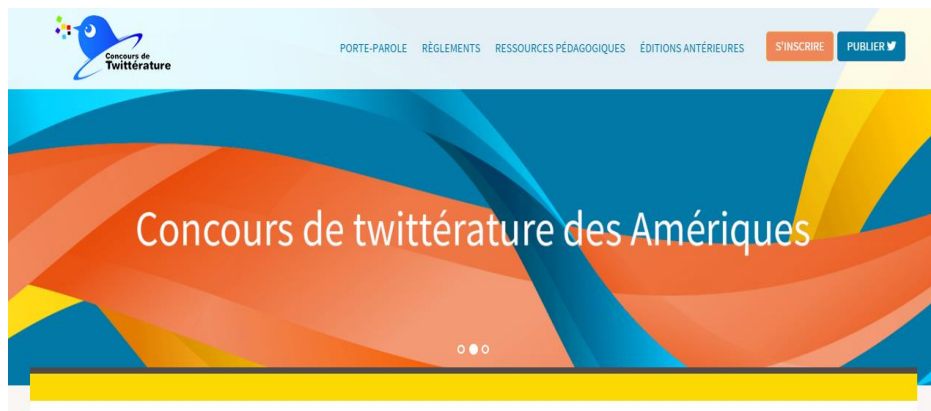 Concours de
Twittérature
PORTE-PAROLE RÈGLEMENTS RESSOURCES PÉDAGOGIQUES ÉDITIONS ANTÉRIEURES S'INSCRIRE PUBLIER
Concours de twittérature des Amériques